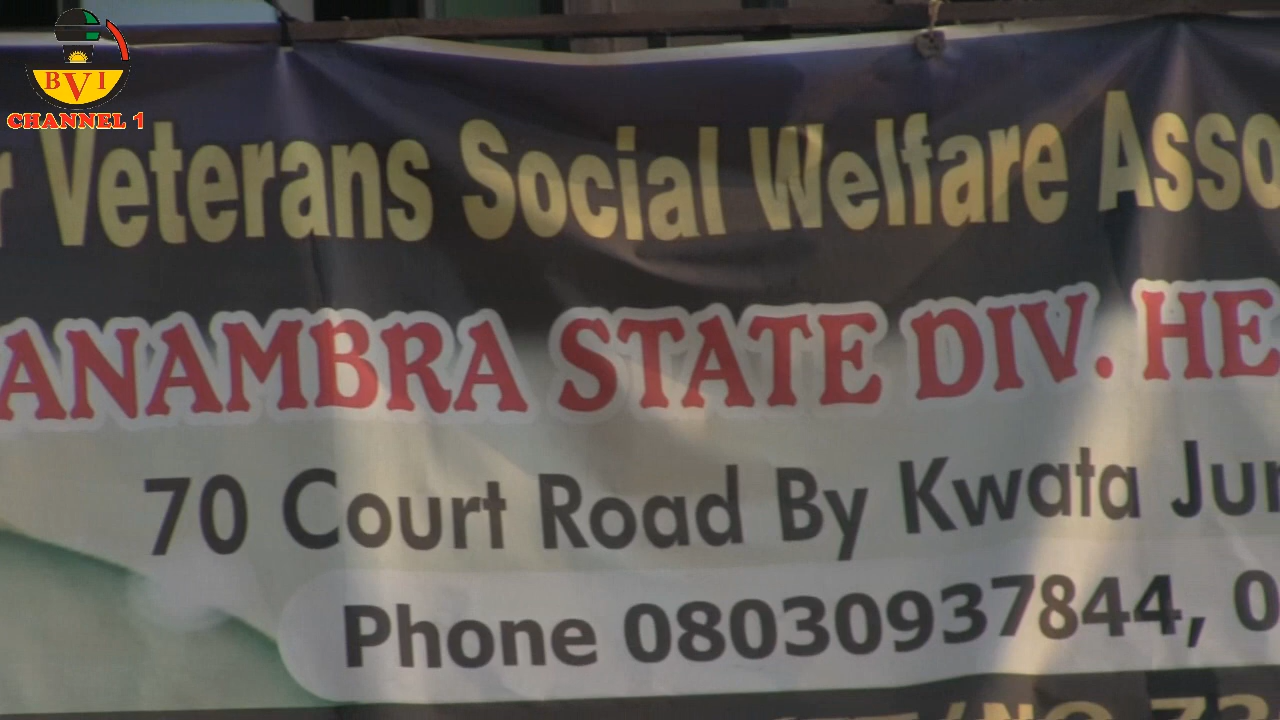 BVI
CHANNEL 1
r Veterans Social Welfare Asso
ANAMBRA STATE DIV. HE
70 Court Road By Kwata Jun
Phone 08030937844, 0